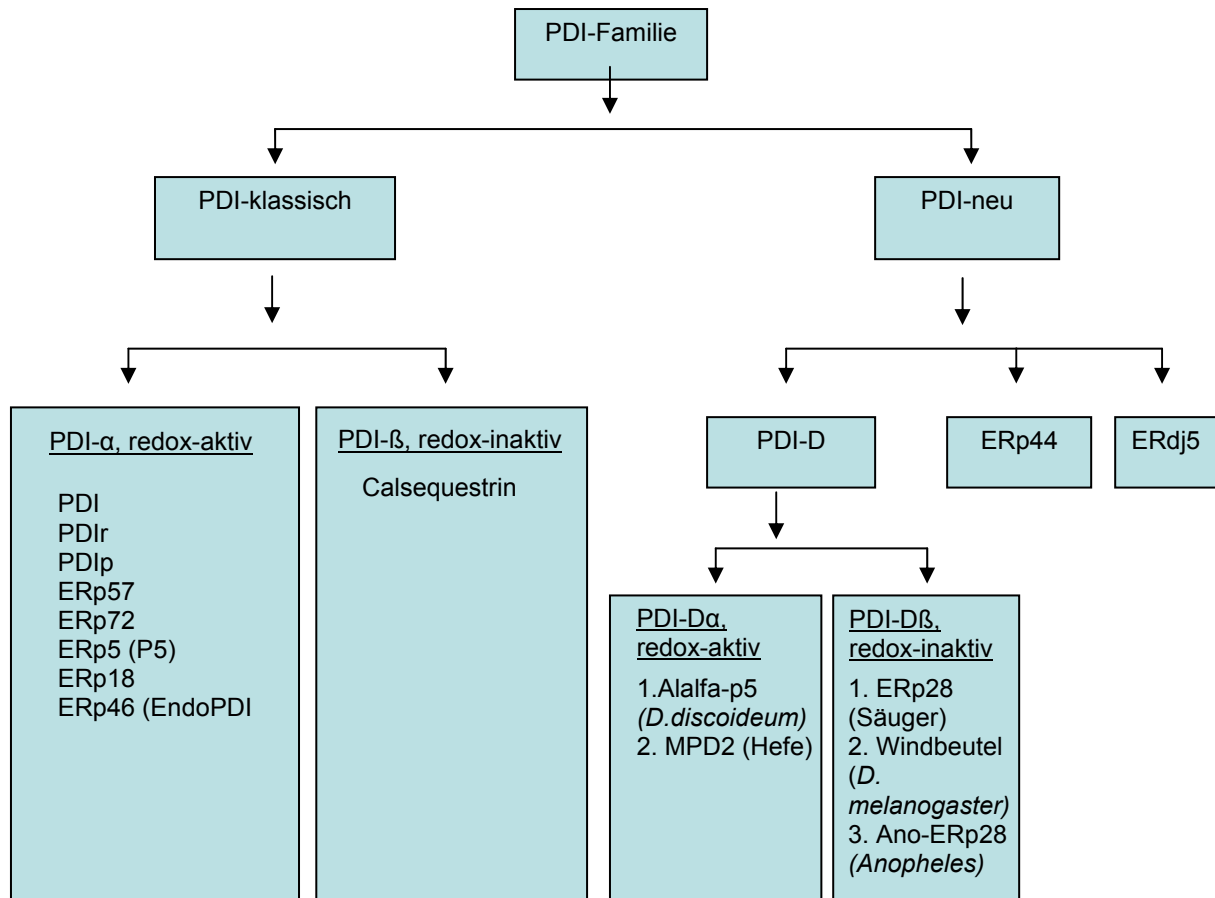 PDI-Familie
PDI-klassisch
PDI-neu
PDI-α, redox-aktiv
PDI
PDIr
PDIp
ERp57
ERp72
ERp5 (P5)
ERp18
ERp46 (EndoPDI
PDI-ß, redox-inaktiv
Calsequestrin
PDI-D
ERp44
ERdj5
PDI-Dα,
redox-aktiv
1.Alalfa-p5
(D.discoideum)
2. MPD2 (Hefe)
PDI-Dß,
redox-inaktiv
1. ERp28
(Säuger)
2. Windbeutel
(D.
melanogaster)
3. Ano-ERp28
(Anopheles)